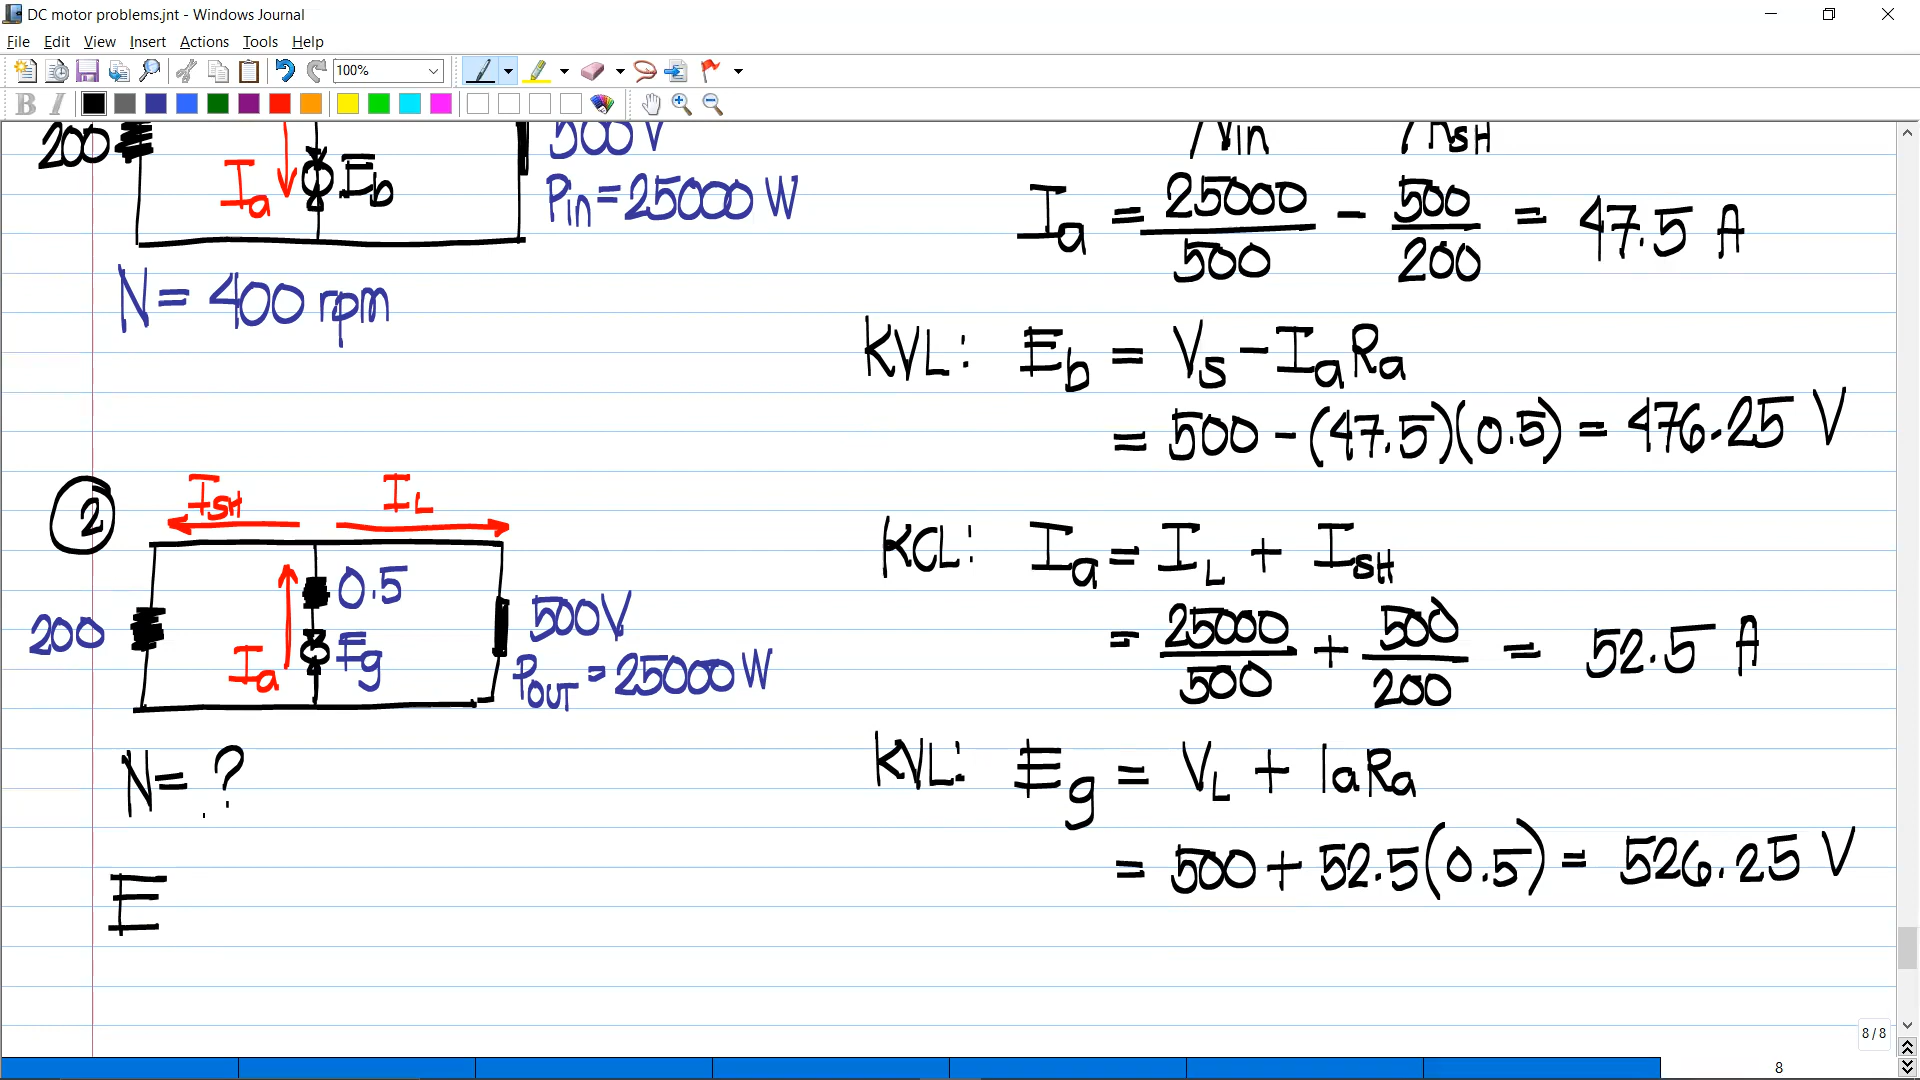 DC motor problems.jnt - Windows Journal
File Edit View Insert Actions Tools Help
100%
B I
200
Ia
Eb
500 V
Pin = 25000 W
N = 400 rpm
Vin RSH
Ia = 25000/500 - 500/200 = 47.5 A
KVL: Eb = Vs - IaRa
= 500 - (47.5)(0.5) = 476.25 V
2
ISH IL
200
0.5
Ia
Eg
500V
POUT = 25000W
N = ?
E
KCL: Ia = IL + ISH
= 25000/500 + 500/200 = 52.5 A
KVL: Eg = VL + IaRa
= 500 + 52.5(0.5) = 526.25 V
8 / 8
8